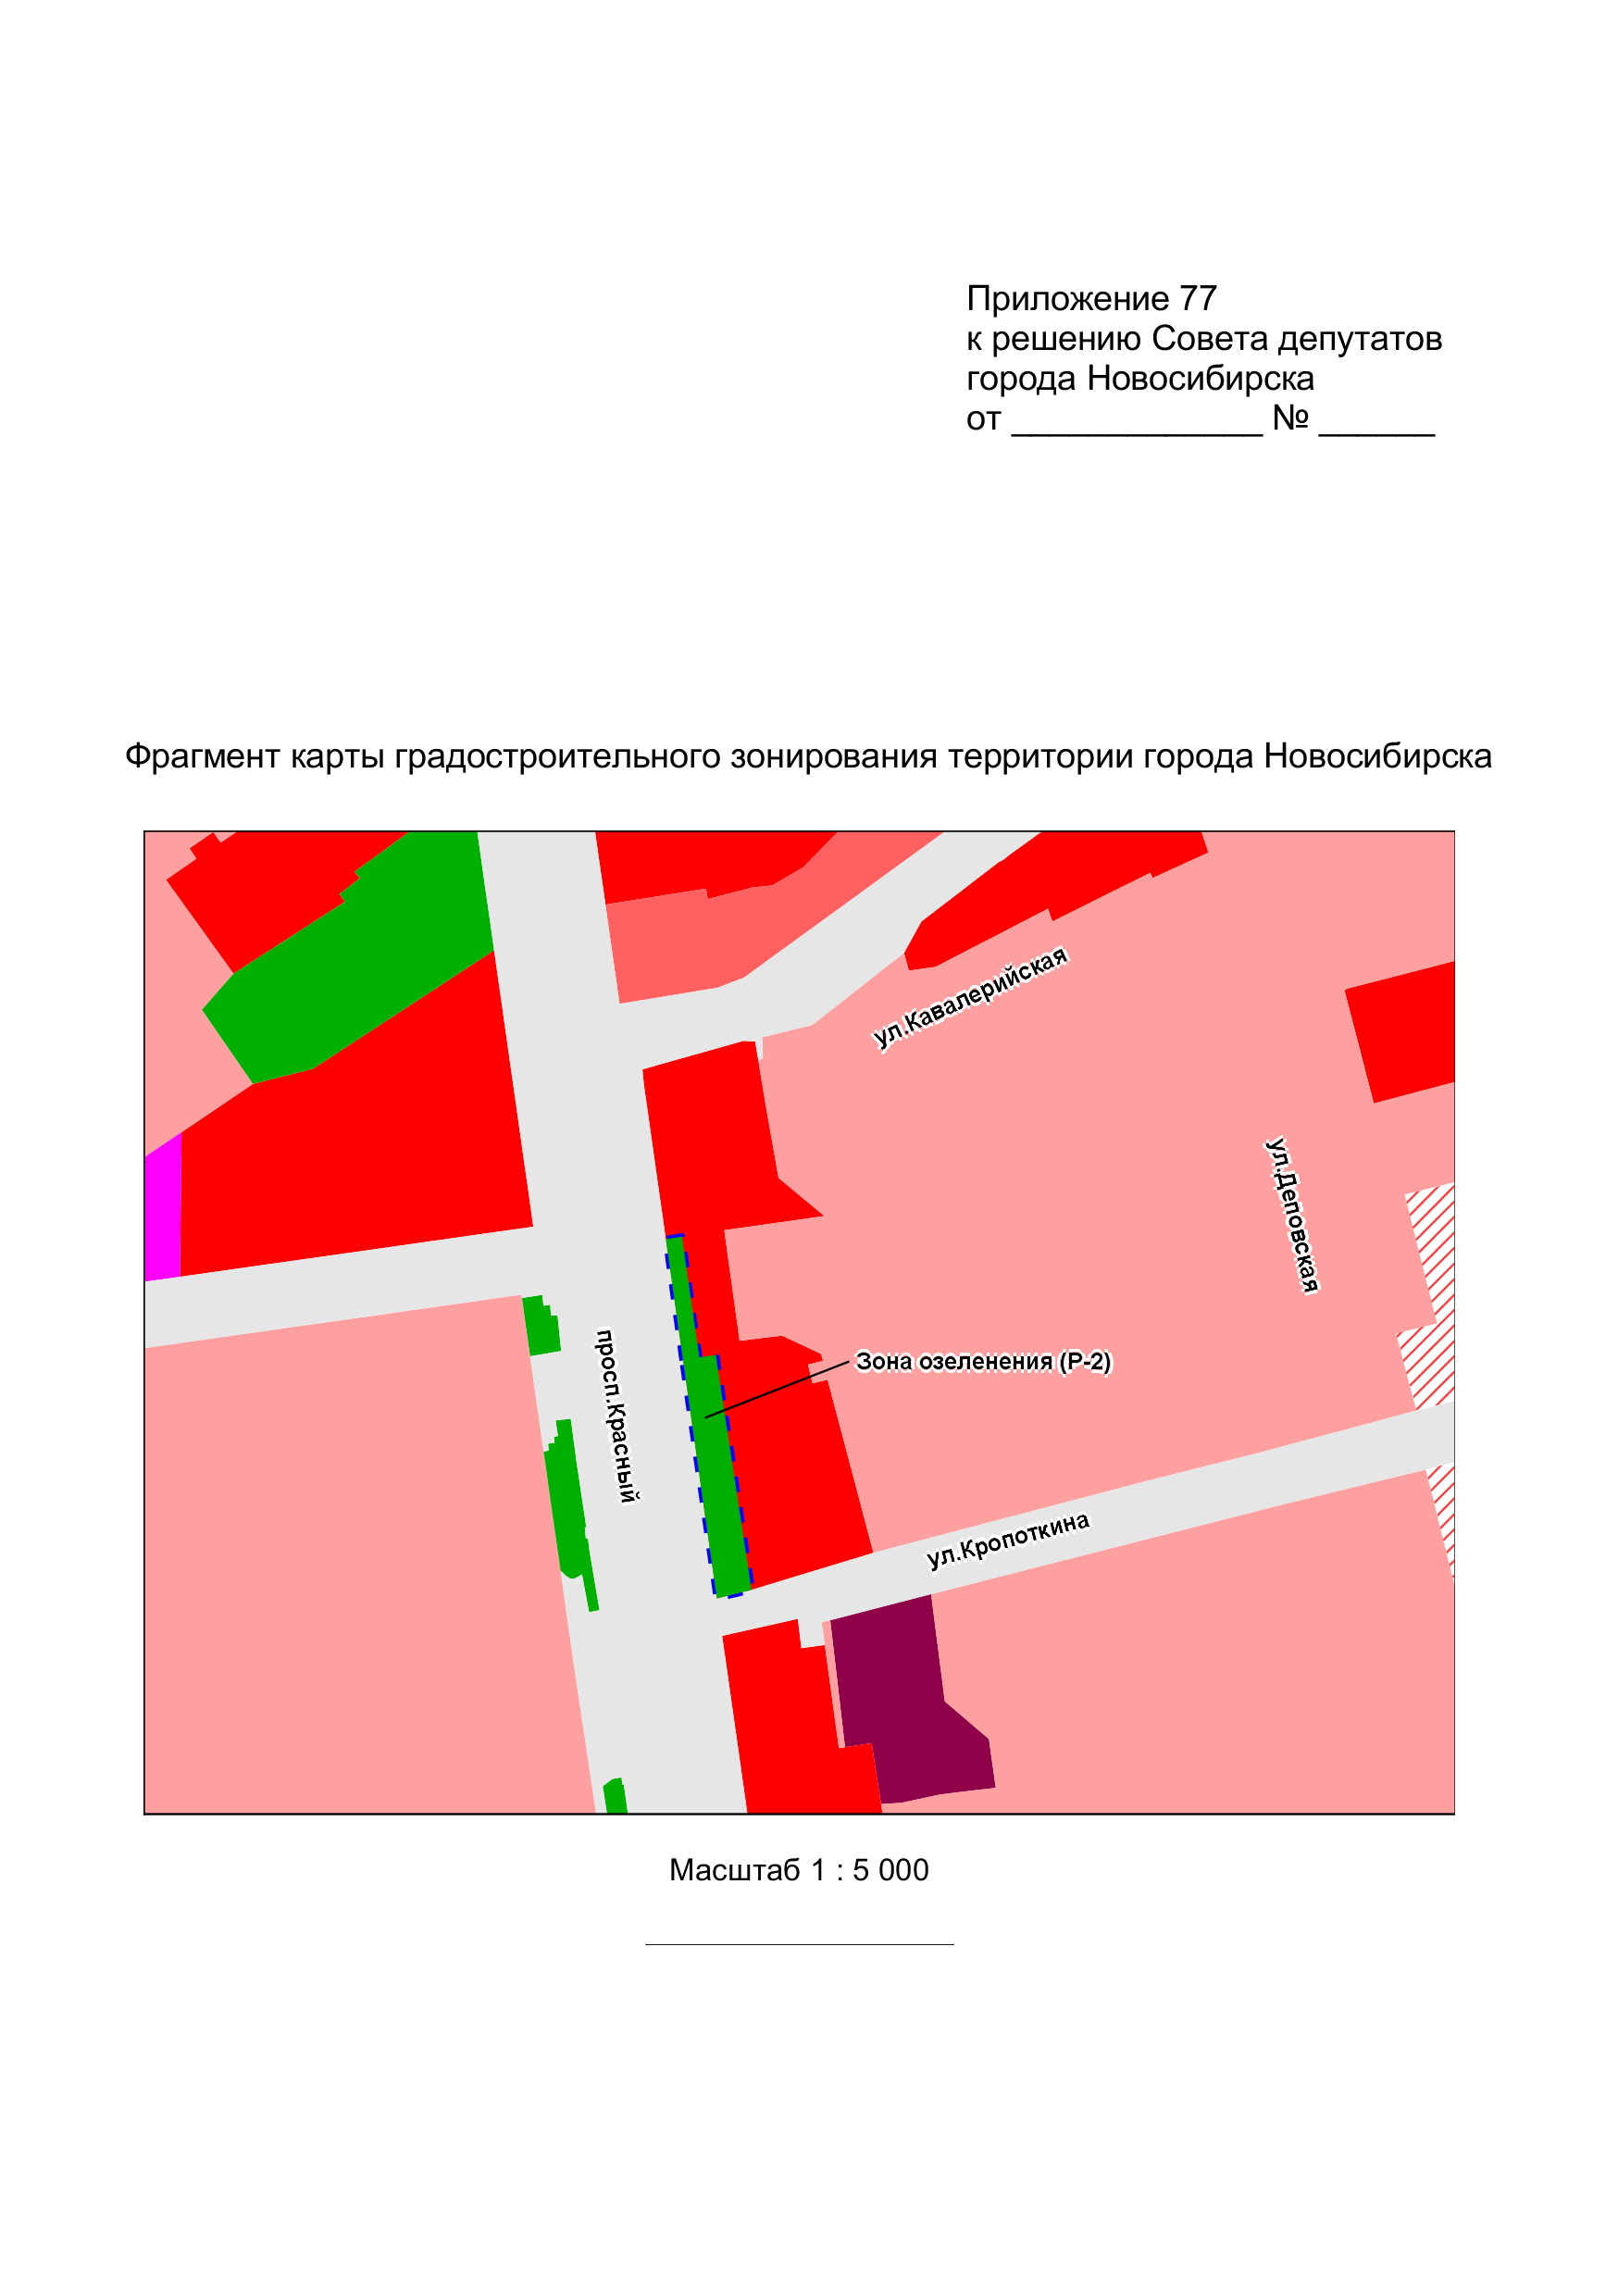 Приложение 77
к решению Совета депутатов
города Новосибирска
от _____________ № ______
Фрагмент карты градостроительного зонирования территории города Новосибирска
ул.Кавалерийская
ул.Деповская
просп.Красный
Зона озеленения (Р-2)
ул.Кропоткина
Масштаб 1 : 5 000